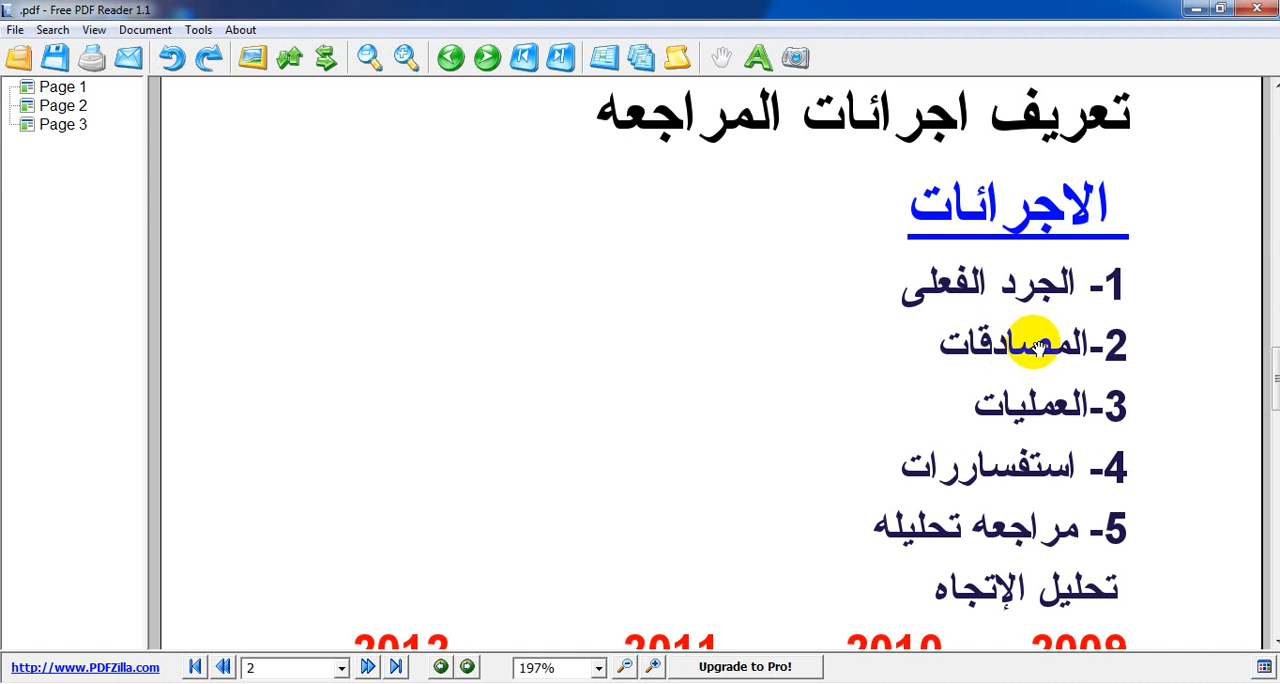 .pdf - Free PDF Reader 1.1
File Search View Document Tools About
Page 1
Page 2
Page 3
تعريف اجرائات المراجعه
الاجرائات
1- الجرد الفعلى
2-المصادقات
3-العمليات
4- استفساررات
5- مراجعه تحليله
تحليل الإتجاه
2009 2010 2011 2012
http://www.PDFZilla.com 2 197% Upgrade to Pro!